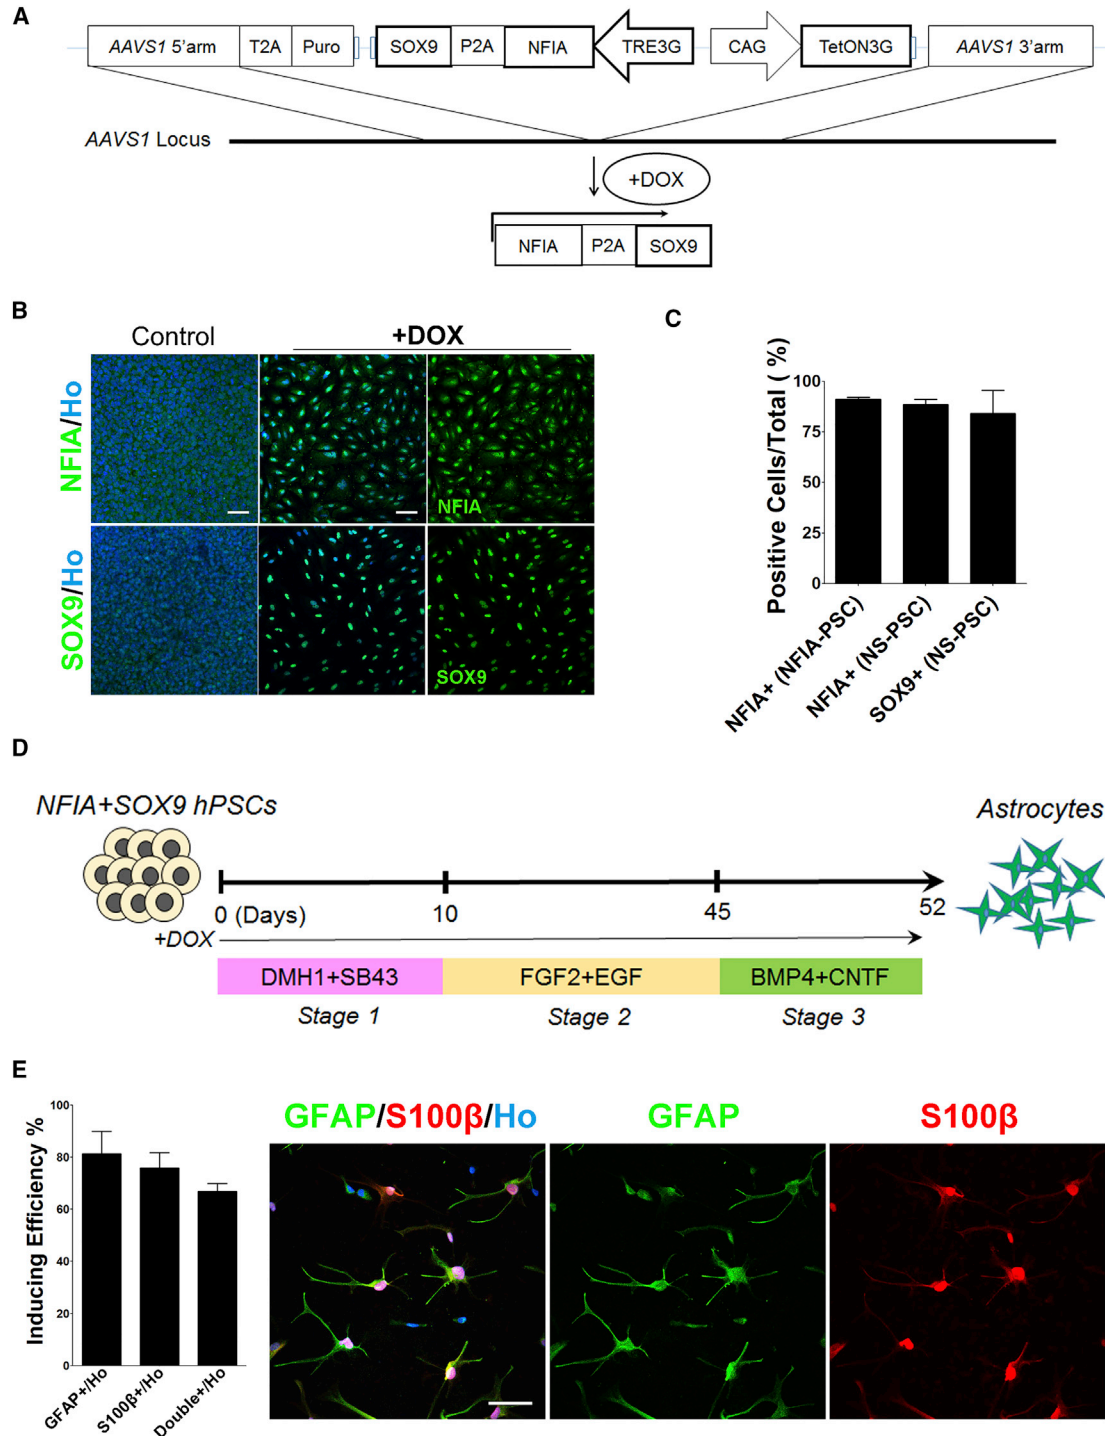 A
AAVS1 5'arm T2A Puro SOX9 P2A NFIA TRE3G CAG TetON3G AAVS1 3'arm
AAVS1 Locus
+DOX
NFIA P2A SOX9
B
Control +DOX
NFIA/Ho
NFIA
SOX9/Ho
SOX9
C
Positive Cells/Total ( %)
100
75
50
25
0
NFIA+ (NFIA-PSC)
NFIA+ (NS-PSC)
SOX9+ (NS-PSC)
D
NFIA+SOX9 hPSCs
Astrocytes
0 (Days) 10 45 52
+DOX
DMH1+SB43 FGF2+EGF BMP4+CNTF
Stage 1 Stage 2 Stage 3
E
Inducing Efficiency %
100
80
60
40
20
0
GFAP+/Ho
S100β+/Ho
Double+/Ho
GFAP/S100β/Ho GFAP S100β